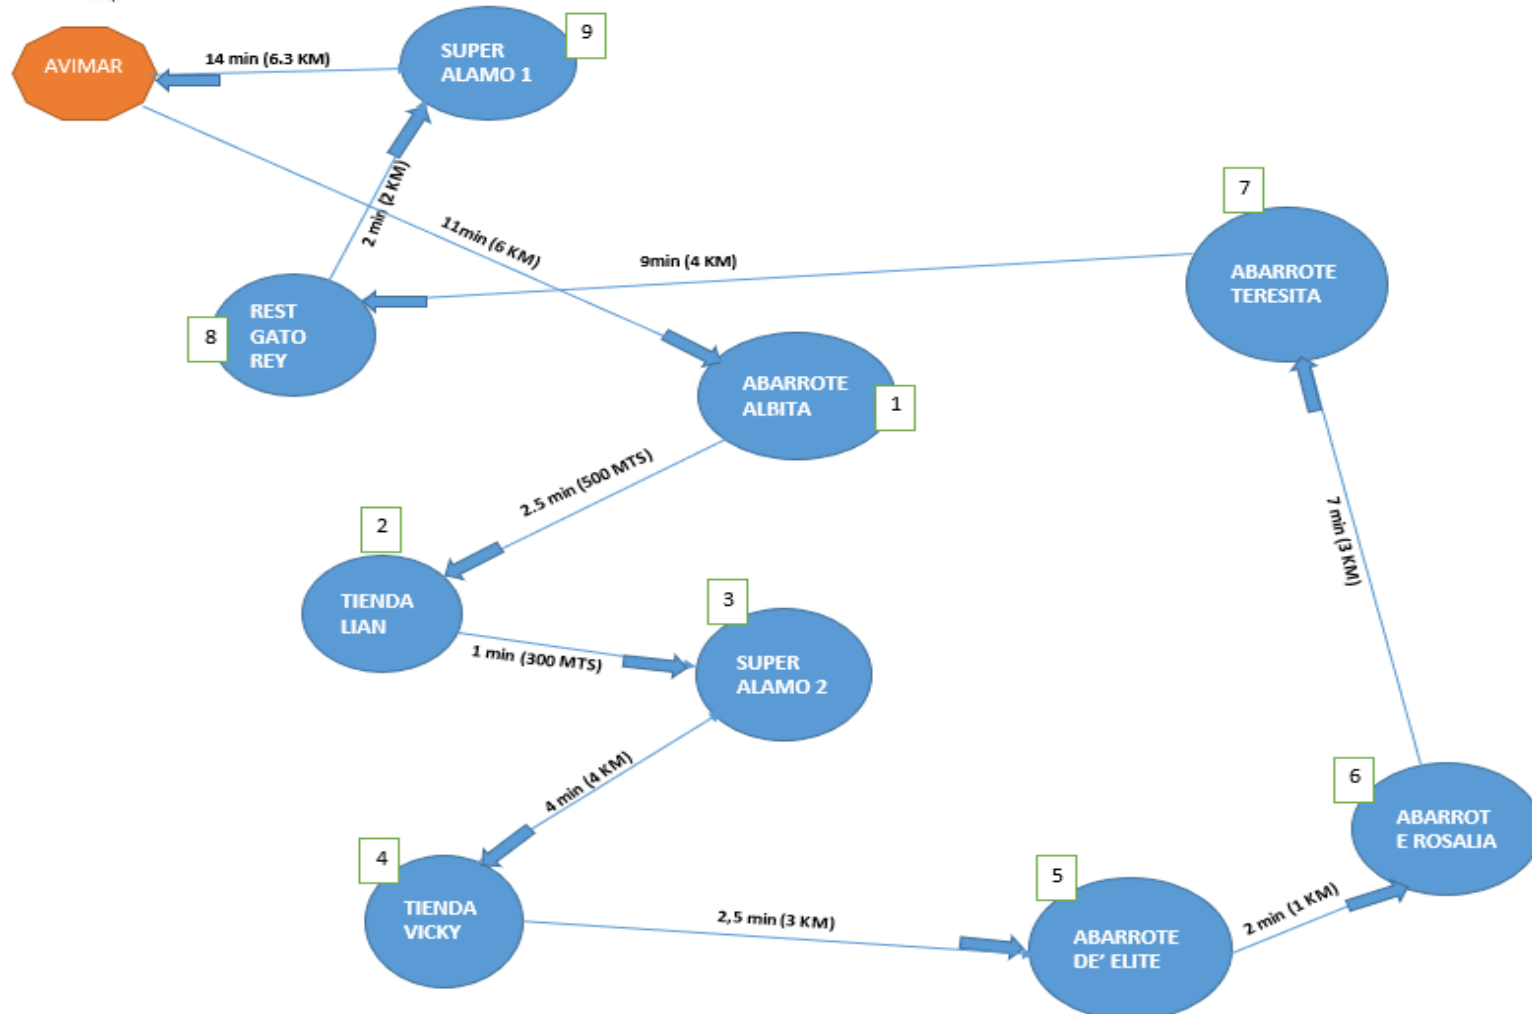 AVIMAR
14 min (6.3 KM)
SUPER
ALAMO 1
9
2 min (2 KM)
11min (6 KM)
9min (4 KM)
7
ABARROTE
TERESITA
REST
GATO
REY
8
ABARROTE
ALBITA
1
2.5 min (500 MTS)
2
TIENDA
LIAN
1 min (300 MTS)
3
SUPER
ALAMO 2
7 min (3 KM)
4 min (4 KM)
4
TIENDA
VICKY
2,5 min (3 KM)
5
ABARROTE
DE’ ELITE
2 min (1 KM)
6
ABARROT
E ROSALIA